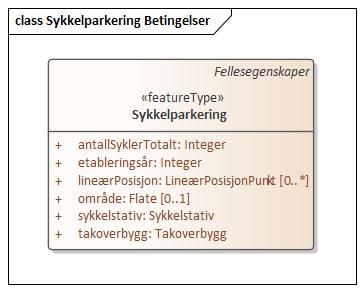 class Sykkelparkering Betingelser
Fellesegenskaper
«featureType»
Sykkelparkering
+ antallSyklerTotalt: Integer
+ etableringsår: Integer
+ lineærPosisjon: LineærPosisjonPunkt [0..*]
+ område: Flate [0..1]
+ sykkelstativ: Sykkelstativ
+ takoverbygg: Takoverbygg